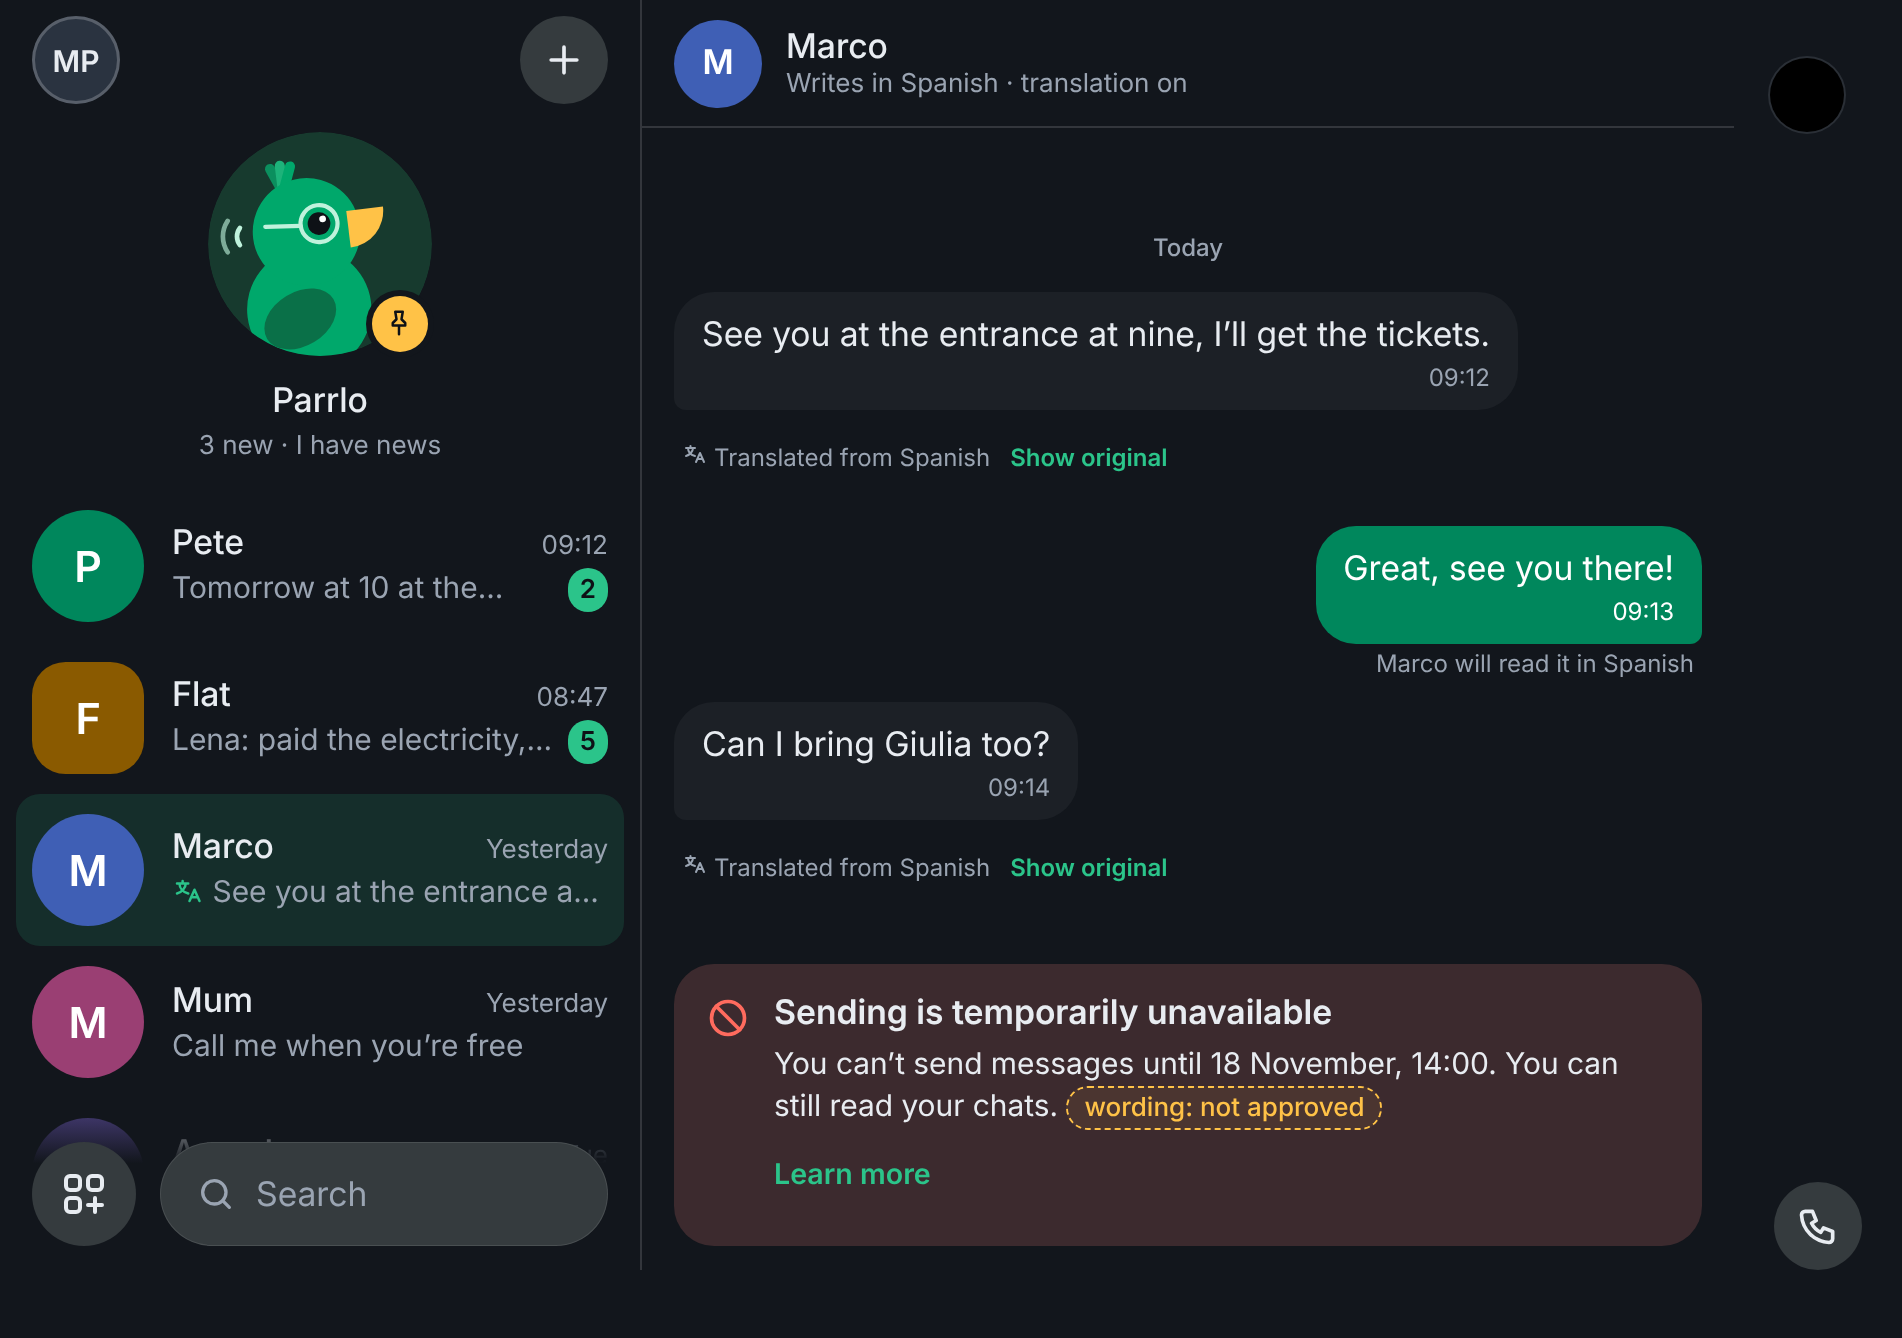 MP
Parrlo
3 new · I have news
P
Pete
09:12
Tomorrow at 10 at the...
2
F
Flat
08:47
Lena: paid the electricity,...
5
M
Marco
Yesterday
See you at the entrance a...
M
Mum
Yesterday
Call me when you’re free
Search
M
Marco
Writes in Spanish · translation on
Today
See you at the entrance at nine, I’ll get the tickets.
09:12
Translated from Spanish Show original
Great, see you there!
09:13
Marco will read it in Spanish
Can I bring Giulia too?
09:14
Translated from Spanish Show original
Sending is temporarily unavailable
You can’t send messages until 18 November, 14:00. You can
still read your chats. wording: not approved
Learn more